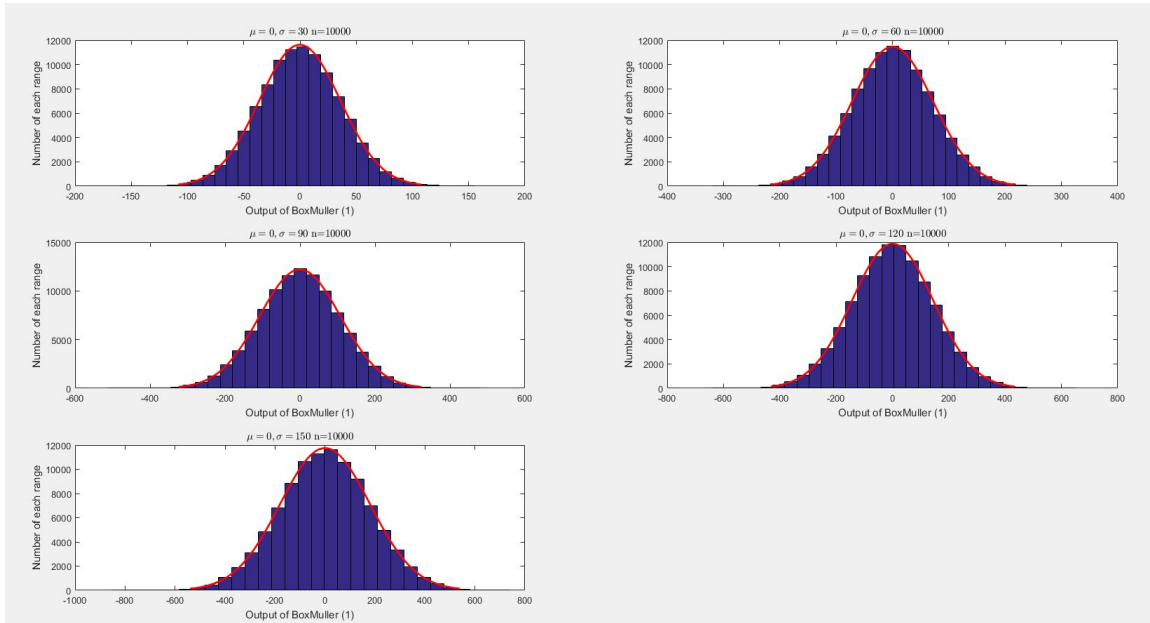 μ = 0, σ = 30 n=10000
Number of each range
12000
10000
8000
6000
4000
2000
0
-200 -150 -100 -50 0 50 100 150 200
Output of BoxMuller (1)
μ = 0, σ = 60 n=10000
Number of each range
12000
10000
8000
6000
4000
2000
0
-400 -300 -200 -100 0 100 200 300 400
Output of BoxMuller (1)
μ = 0, σ = 90 n=10000
Number of each range
15000
10000
5000
0
-600 -400 -200 0 200 400 600
Output of BoxMuller (1)
μ = 0, σ = 120 n=10000
Number of each range
12000
10000
8000
6000
4000
2000
0
-800 -600 -400 -200 0 200 400 600 800
Output of BoxMuller (1)
μ = 0, σ = 150 n=10000
Number of each range
12000
10000
8000
6000
4000
2000
0
-1000 -800 -600 -400 -200 0 200 400 600 800
Output of BoxMuller (1)